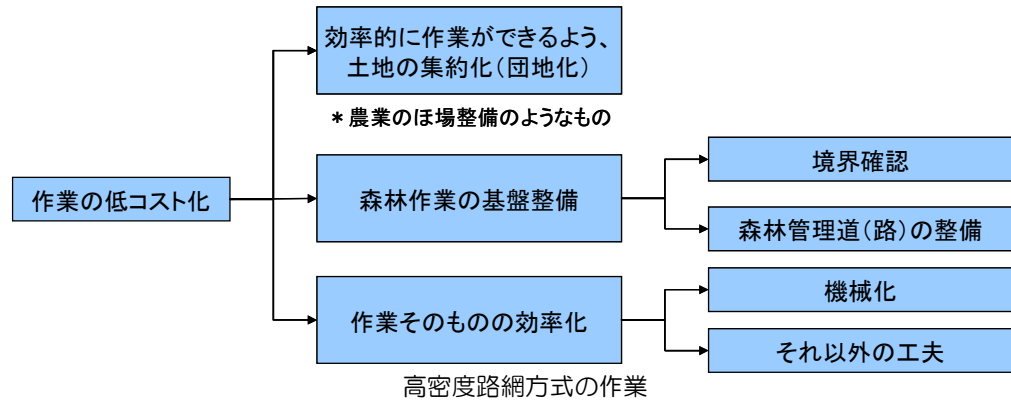 効率的に作業ができるよう、
土地の集約化（団地化）
＊農業のほ場整備のようなもの
作業の低コスト化
森林作業の基盤整備
境界確認
森林管理道（路）の整備
作業そのものの効率化
機械化
それ以外の工夫
高密度路網方式の作業